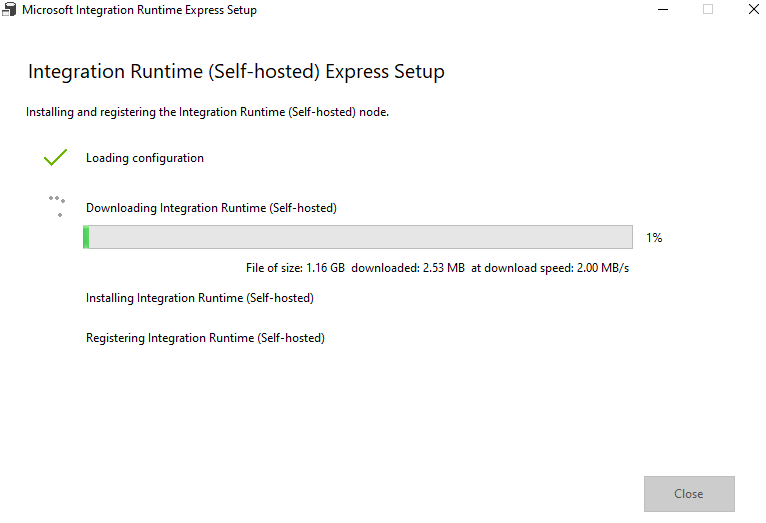 Microsoft Integration Runtime Express Setup
Integration Runtime (Self-hosted) Express Setup
Installing and registering the Integration Runtime (Self-hosted) node.
Loading configuration
Downloading Integration Runtime (Self-hosted)
1%
File of size: 1.16 GB downloaded: 2.53 MB at download speed: 2.00 MB/s
Installing Integration Runtime (Self-hosted)
Registering Integration Runtime (Self-hosted)
Close